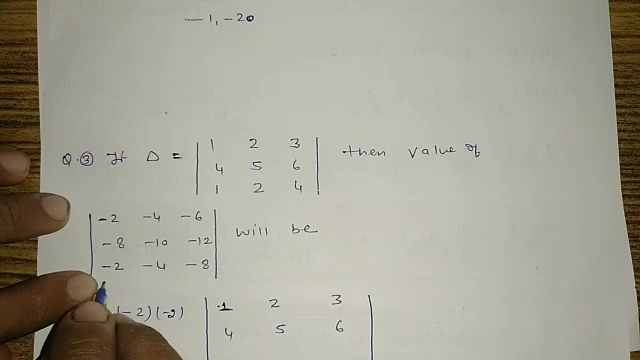 — 1, -20
Q.③ If Δ = | 1 2 3 | then value of
| 4 5 6 |
| 1 2 4 |
| -2 -4 -6 |
| -8 -10 -12 | will be
| -2 -4 -8 |
(-2)(-2) | 1 2 3 |
| 4 5 6 |